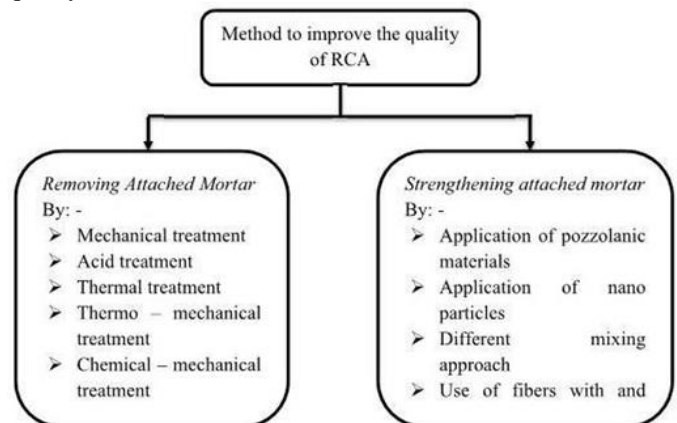 Method to improve the quality
of RCA
Removing Attached Mortar
By: -
➢ Mechanical treatment
➢ Acid treatment
➢ Thermal treatment
➢ Thermo – mechanical
treatment
➢ Chemical – mechanical
treatment
Strengthening attached mortar
By: -
➢ Application of pozzolanic
materials
➢ Application of nano
particles
➢ Different mixing
approach
➢ Use of fibers with and